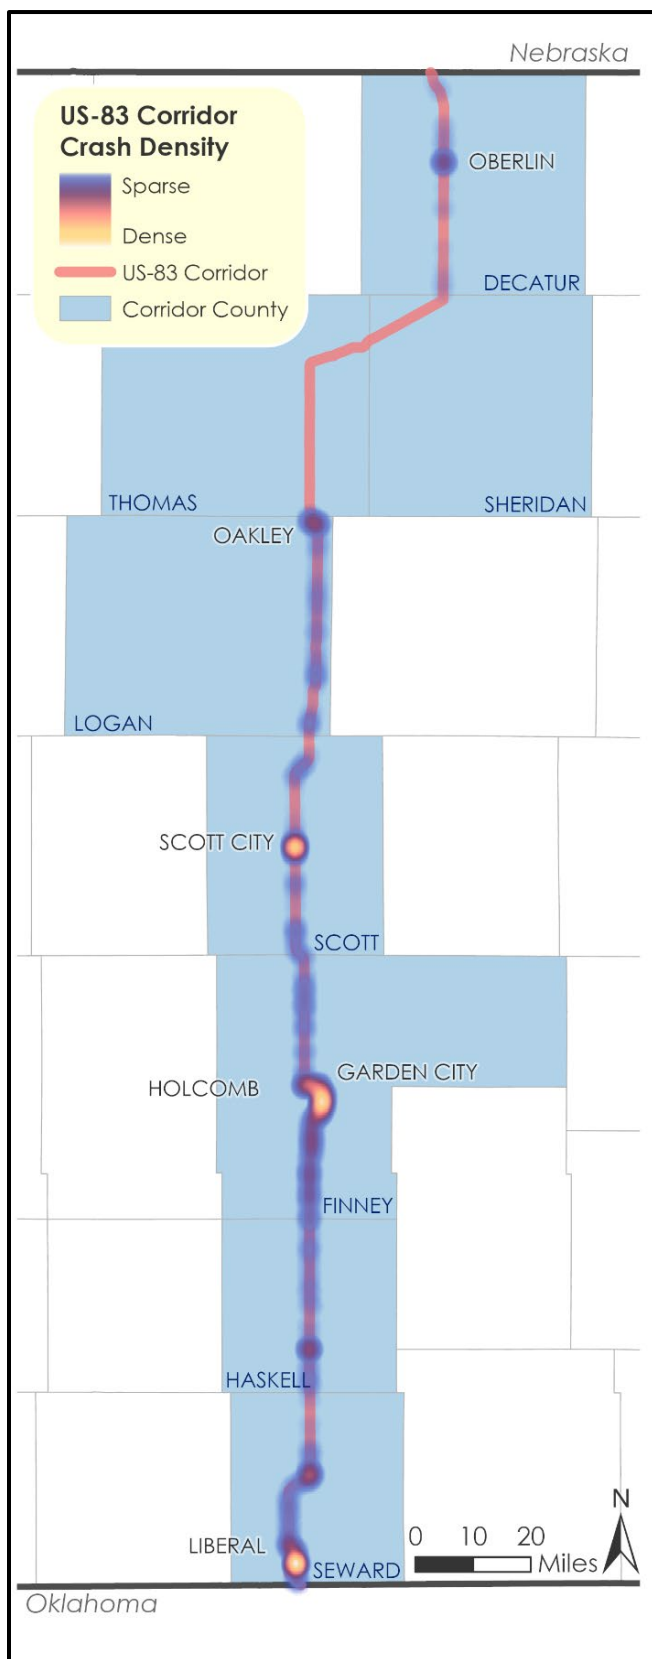 Nebraska
US-83 Corridor
Crash Density
Sparse
Dense
US-83 Corridor
Corridor County
OBERLIN
DECATUR
THOMAS
SHERIDAN
OAKLEY
LOGAN
SCOTT CITY
SCOTT
GARDEN CITY
HOLCOMB
FINNEY
HASKELL
LIBERAL
SEWARD
0 10 20
Miles
N
Oklahoma